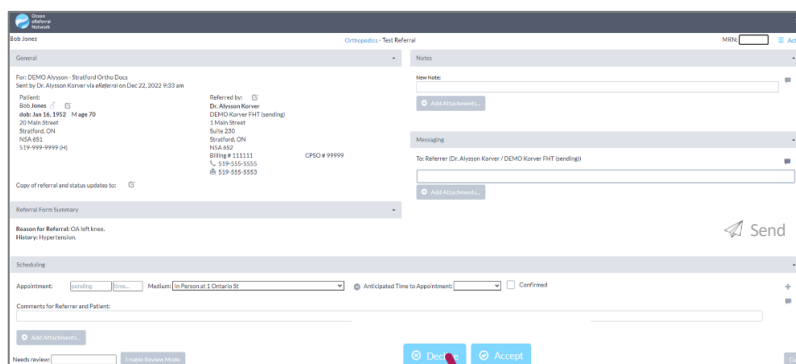 Ocean
eReferral
Network
Bob Jones
Orthopedics - Test Referral
MRN:
General
For: DEMO Alysson - Stratford Ortho Docs
Sent by Dr. Alysson Korver via eReferral on Dec 22, 2022 9:33 am
Patient:
Bob Jones
dob: Jan 16, 1952 M age 70
20 Main Street
Stratford, ON
N5A 6S1
519-999-9999 (H)
Referred by:
Dr. Alysson Korver
DEMO Korver FHT (sending)
1 Main Street
Suite 230
Stratford, ON
N5A 6S2
Billing # 111111 CPSO # 99999
519-555-5555
519-555-5553
Copy of referral and status updates to:
Referral Form Summary
Reason for Referral: OA left knee.
History: Hypertension.
Notes
New Note:
Add Attachments...
Messaging
To: Referrer (Dr. Alysson Korver / DEMO Korver FHT (sending))
Add Attachments...
Send
Scheduling
Appointment: pending time... Medium: In Person at 1 Ontario St Anticipated Time to Appointment: Confirmed
Comments for Referrer and Patient:
Add Attachments...
Needs review: Enable Review Mode
Accept